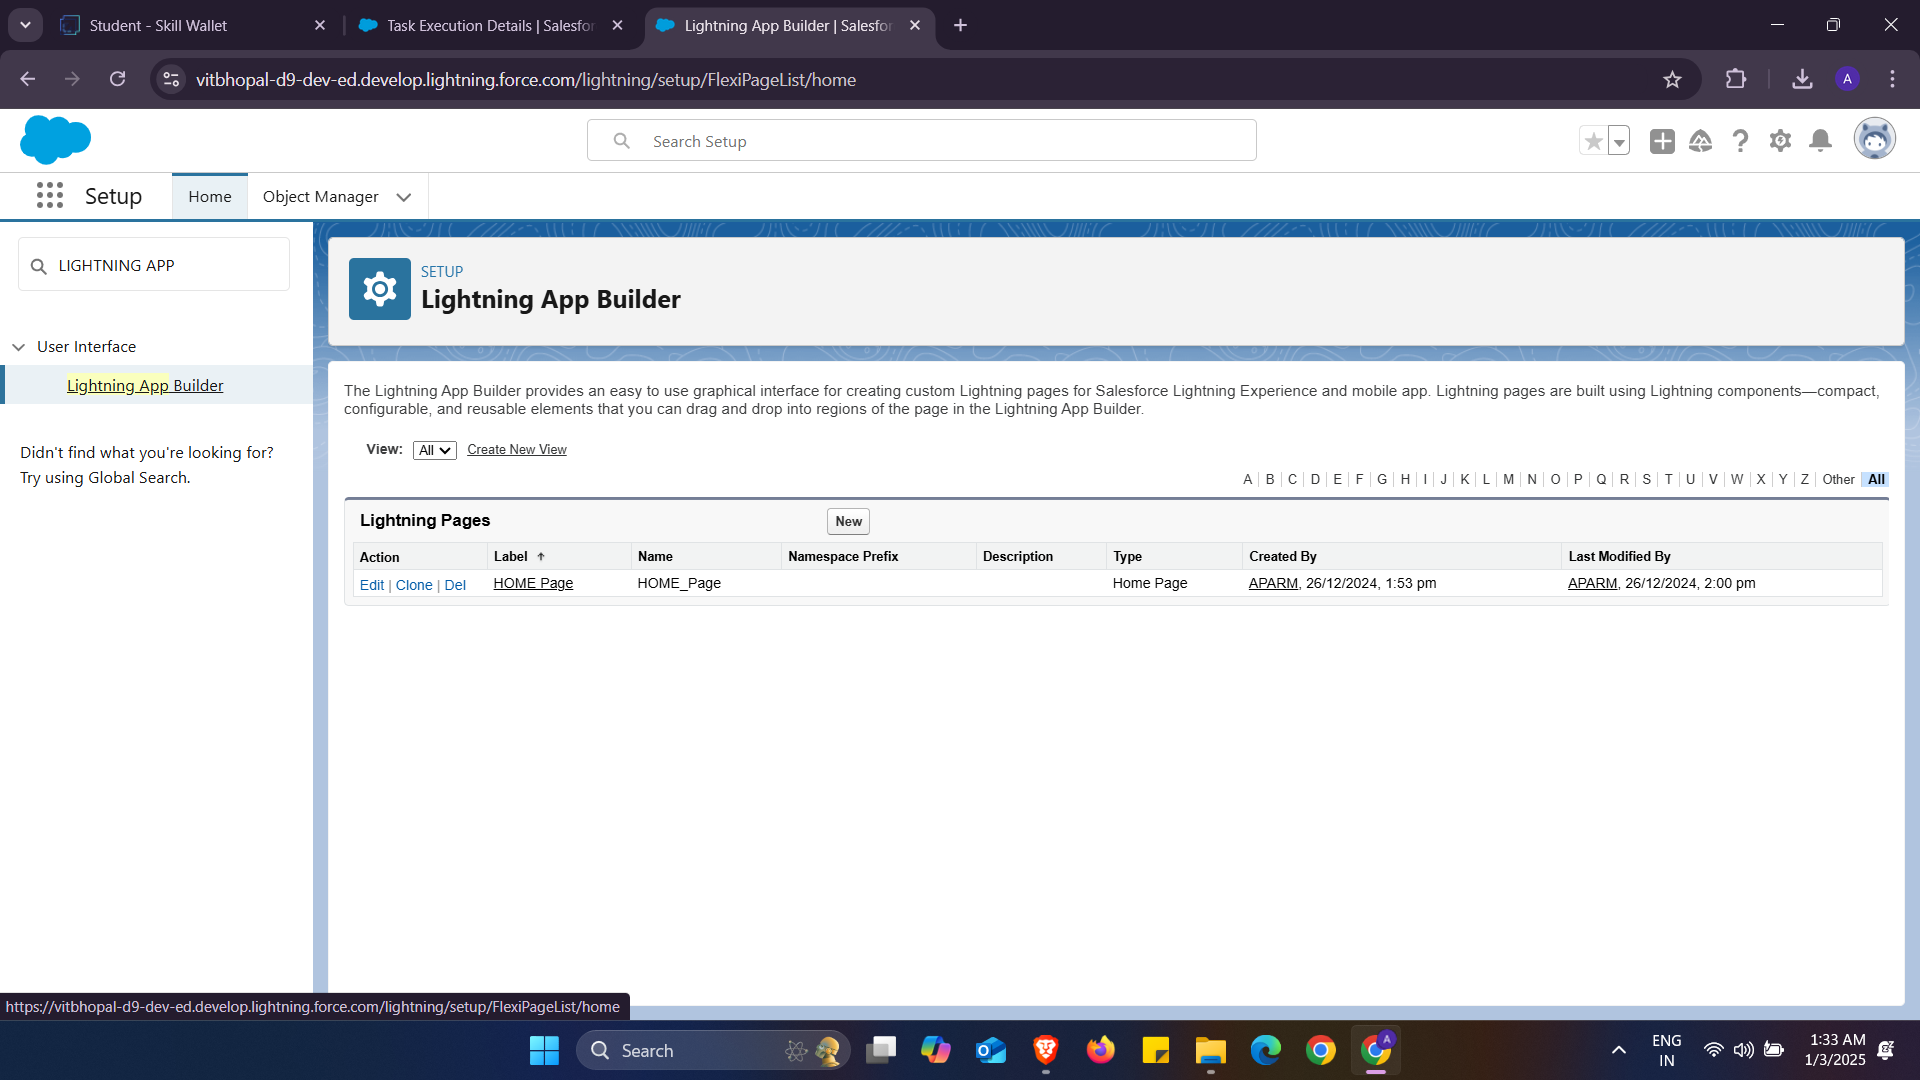 Student - Skill Wallet
Task Execution Details | Salesfor
Lightning App Builder | Salesfor
vitbhopal-d9-dev-ed.develop.lightning.force.com/lightning/setup/FlexiPageList/home
A
Search Setup
Setup
Home
Object Manager
LIGHTNING APP
User Interface
Lightning App Builder
Didn't find what you're looking for?
Try using Global Search.
SETUP
Lightning App Builder
The Lightning App Builder provides an easy to use graphical interface for creating custom Lightning pages for Salesforce Lightning Experience and mobile app. Lightning pages are built using Lightning components—compact,
configurable, and reusable elements that you can drag and drop into regions of the page in the Lightning App Builder.
View: All Create New View
A | B | C | D | E | F | G | H | I | J | K | L | M | N | O | P | Q | R | S | T | U | V | W | X | Y | Z | Other All
Lightning Pages New
Action Label Name Namespace Prefix Description Type Created By Last Modified By
Edit | Clone | Del HOME Page HOME_Page Home Page APARM, 26/12/2024, 1:53 pm APARM, 26/12/2024, 2:00 pm
https://vitbhopal-d9-dev-ed.develop.lightning.force.com/lightning/setup/FlexiPageList/home
Search
A
ENG
IN
1:33 AM
1/3/2025